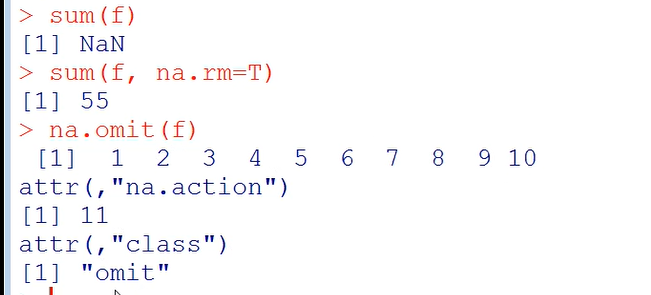 > sum(f)
[1] NaN
> sum(f, na.rm=T)
[1] 55
> na.omit(f)
[1] 1 2 3 4 5 6 7 8 9 10
attr(,"na.action")
[1] 11
attr(,"class")
[1] "omit"